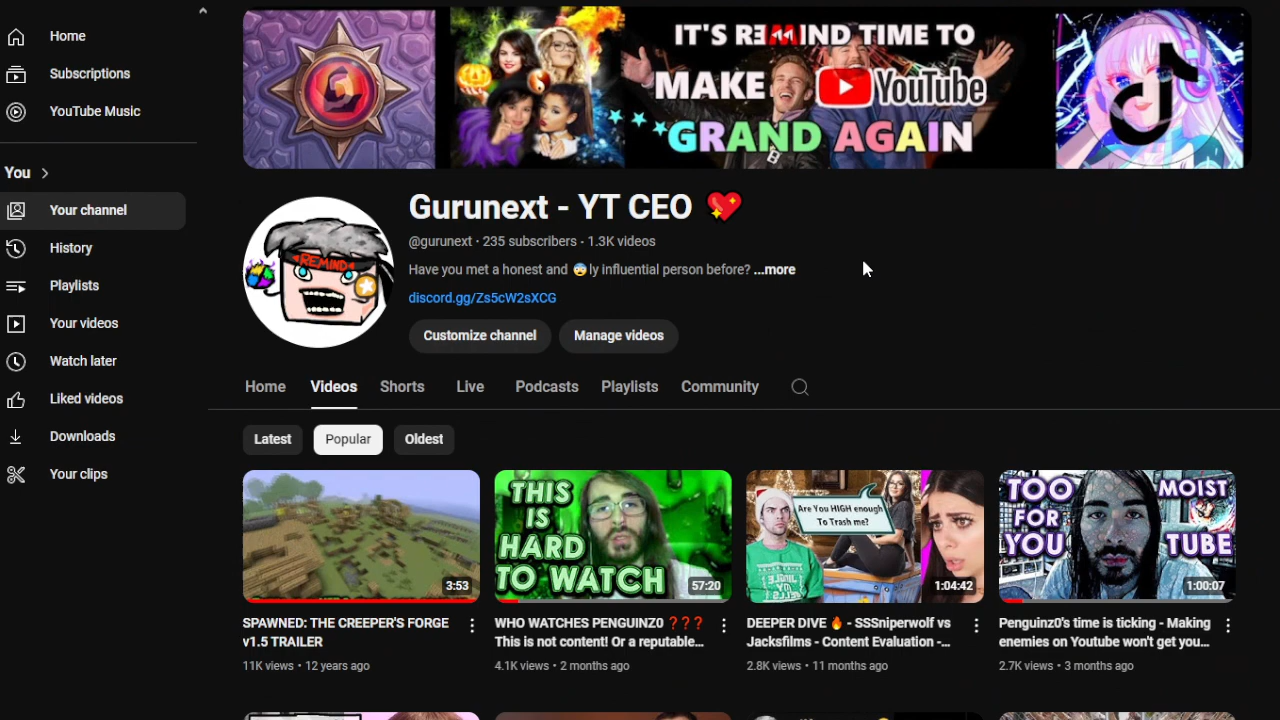 Home
Subscriptions
YouTube Music
You
Your channel
History
Playlists
Your videos
Watch later
Liked videos
Downloads
Your clips
IT'S REMIND TIME TO
MAKE YouTube
GRAND AGAIN
REMIND
Gurunext - YT CEO 💖
@gurunext · 235 subscribers · 1.3K videos
Have you met a honest and 😨ly influential person before? ...more
discord.gg/Zs5cW2sXCG
Customize channel
Manage videos
Home Videos Shorts Live Podcasts Playlists Community
Latest Popular Oldest
3:53
SPAWNED: THE CREEPER'S FORGE
v1.5 TRAILER
11K views · 12 years ago
THIS
IS
HARD
TO WATCH
57:20
WHO WATCHES PENGUINZ0 ❓❓❓
This is not content! Or a reputable...
4.1K views · 2 months ago
Are You HIGH enough
To Trash me?
1:04:42
DEEPER DIVE 🔥 - SSSniperwolf vs
Jacksfilms - Content Evaluation -...
2.8K views · 11 months ago
TOO
FOR
YOU
MOIST
TUBE
1:00:07
Penguinz0's time is ticking - Making
enemies on Youtube won't get you...
2.7K views · 3 months ago